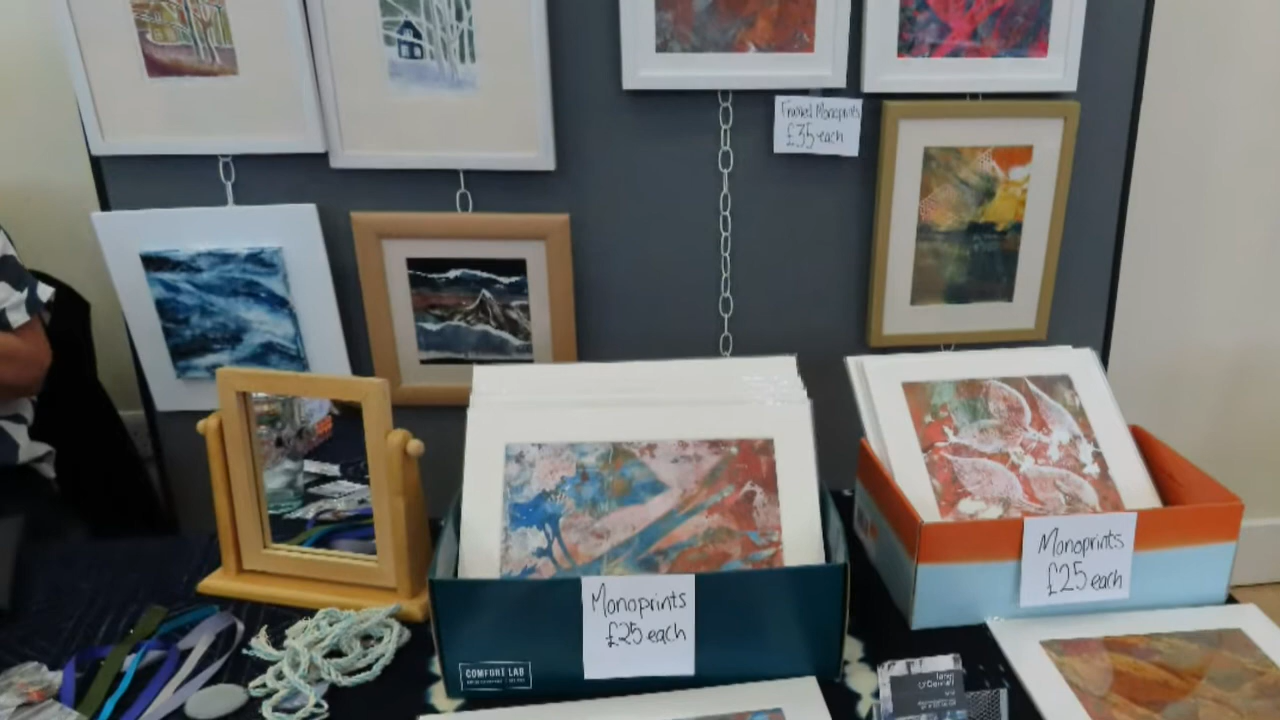 Framed Monoprints
£35 each
Monoprints
£25 each
Monoprints
£25 each
COMFORT LAB